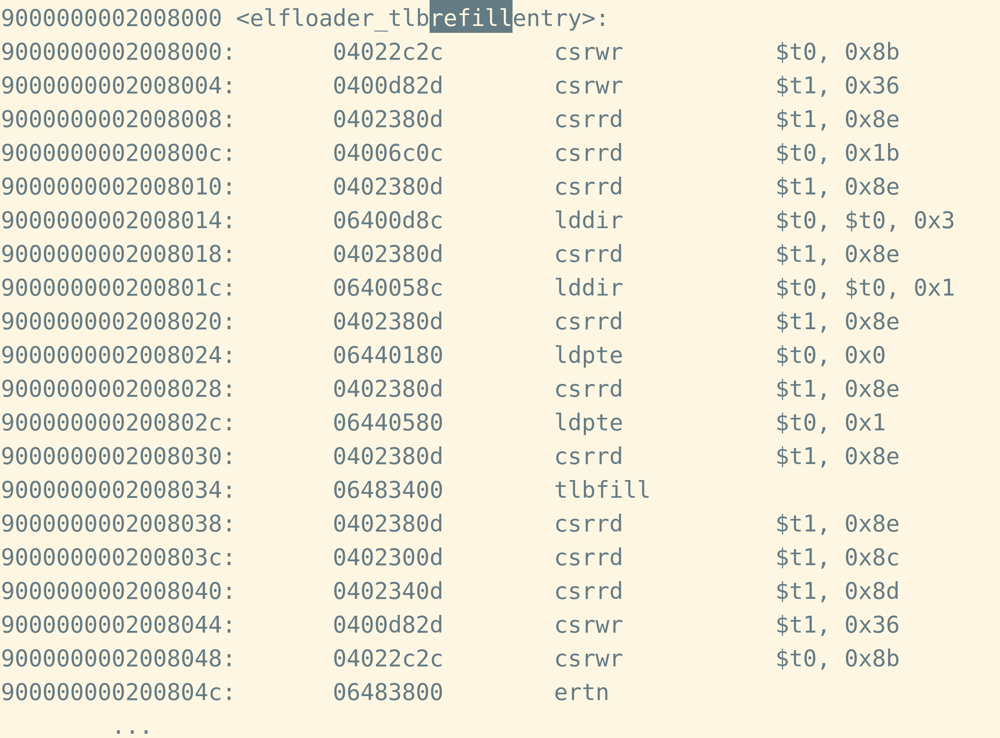 9000000002008000 <elfloader_tlbrefillentry>:
9000000002008000:	04022c2c	csrwr	$t0, 0x8b
9000000002008004:	0400d82d	csrwr	$t1, 0x36
9000000002008008:	0402380d	csrrd	$t1, 0x8e
900000000200800c:	04006c0c	csrrd	$t0, 0x1b
9000000002008010:	0402380d	csrrd	$t1, 0x8e
9000000002008014:	06400d8c	lddir	$t0, $t0, 0x3
9000000002008018:	0402380d	csrrd	$t1, 0x8e
900000000200801c:	0640058c	lddir	$t0, $t0, 0x1
9000000002008020:	0402380d	csrrd	$t1, 0x8e
9000000002008024:	06440180	ldpte	$t0, 0x0
9000000002008028:	0402380d	csrrd	$t1, 0x8e
900000000200802c:	06440580	ldpte	$t0, 0x1
9000000002008030:	0402380d	csrrd	$t1, 0x8e
9000000002008034:	06483400	tlbfill
9000000002008038:	0402380d	csrrd	$t1, 0x8e
900000000200803c:	0402300d	csrrd	$t1, 0x8c
9000000002008040:	0402340d	csrrd	$t1, 0x8d
9000000002008044:	0400d82d	csrwr	$t1, 0x36
9000000002008048:	04022c2c	csrwr	$t0, 0x8b
900000000200804c:	06483800	ertn
...